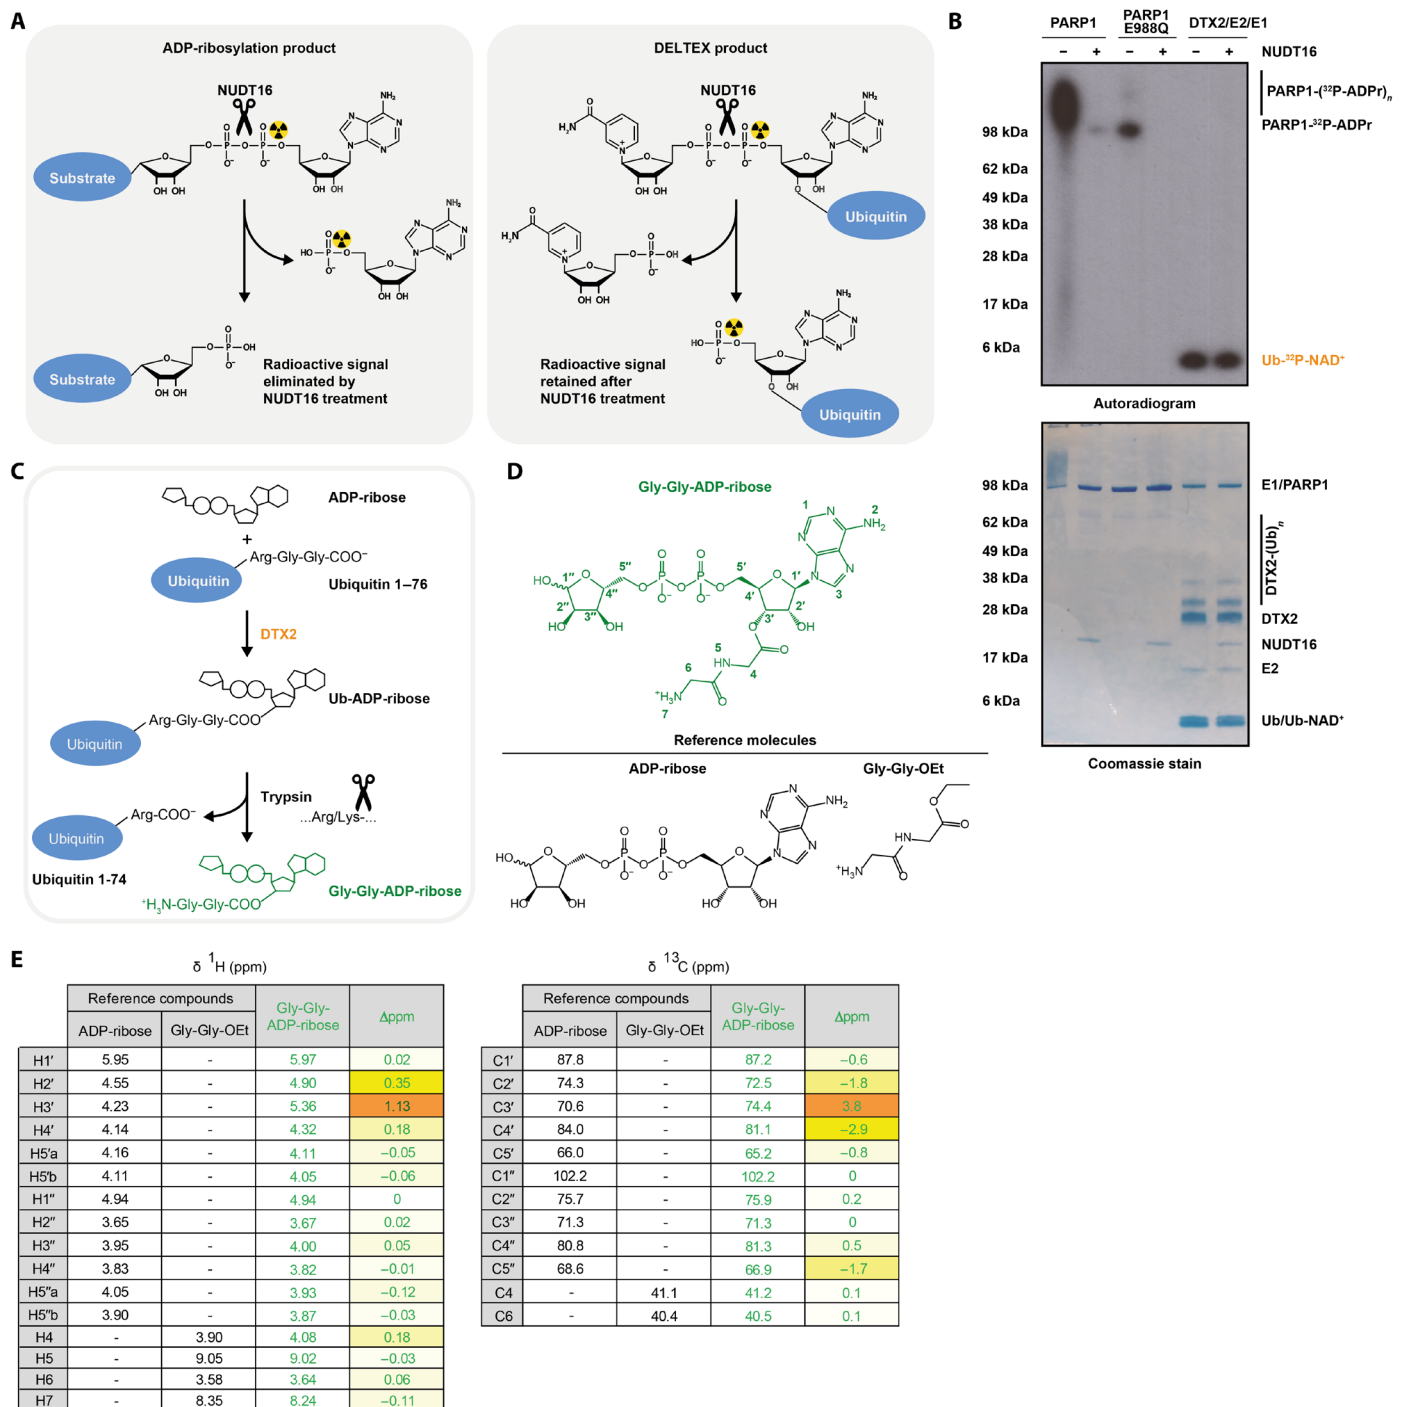 A
ADP-ribosylation product
NUDT16
Substrate
NH₂
OH OH
Substrate
Radioactive signal
eliminated by
NUDT16 treatment
DELTEX product
NUDT16
Ubiquitin
Radioactive signal
retained after
NUDT16 treatment
Ubiquitin
B
PARP1
PARP1
E988Q
DTX2/E2/E1
– + – + – + NUDT16
PARP1-(³²P-ADPr)n
98 kDa
PARP1-³²P-ADPr
62 kDa
49 kDa
38 kDa
28 kDa
17 kDa
6 kDa
Ub-³²P-NAD⁺
Autoradiogram
98 kDa
E1/PARP1
62 kDa
49 kDa
38 kDa
28 kDa
17 kDa
6 kDa
DTX2-(Ub)n
DTX2
NUDT16
E2
Ub/Ub-NAD⁺
Coomassie stain
C
ADP-ribose
+
Ubiquitin
Arg-Gly-Gly-COO⁻
Ubiquitin 1–76
DTX2
Ub-ADP-ribose
Arg-Gly-Gly-COO
Ubiquitin
Trypsin
...Arg/Lys-...
Arg-COO⁻
Ubiquitin
Ubiquitin 1-74
Gly-Gly-ADP-ribose
⁺H₃N-Gly-Gly-COO
D
Gly-Gly-ADP-ribose
Reference molecules
ADP-ribose
Gly-Gly-OEt
E
δ ¹H (ppm)
Reference compounds
Gly-Gly-
ADP-ribose
Δppm
ADP-ribose Gly-Gly-OEt
H1′ 5.95 - 5.97 0.02
H2′ 4.55 - 4.90 0.35
H3′ 4.23 - 5.36 1.13
H4′ 4.14 - 4.32 0.18
H5′a 4.16 - 4.11 –0.05
H5′b 4.11 - 4.05 –0.06
H1″ 4.94 - 4.94 0
H2″ 3.65 - 3.67 0.02
H3″ 3.95 - 4.00 0.05
H4″ 3.83 - 3.82 –0.01
H5″a 4.05 - 3.93 –0.12
H5″b 3.90 - 3.87 –0.03
H4 - 3.90 4.08 0.18
H5 - 9.05 9.02 –0.03
H6 - 3.58 3.64 0.06
H7 - 8.35 8.24 –0.11
δ ¹³C (ppm)
Reference compounds
Gly-Gly-
ADP-ribose
Δppm
ADP-ribose Gly-Gly-OEt
C1′ 87.8 - 87.2 –0.6
C2′ 74.3 - 72.5 –1.8
C3′ 70.6 - 74.4 3.8
C4′ 84.0 - 81.1 –2.9
C5′ 66.0 - 65.2 –0.8
C1″ 102.2 - 102.2 0
C2″ 75.7 - 75.9 0.2
C3″ 71.3 - 71.3 0
C4″ 80.8 - 81.3 0.5
C5″ 68.6 - 66.9 –1.7
C4 - 41.1 41.2 0.1
C6 - 40.4 40.5 0.1